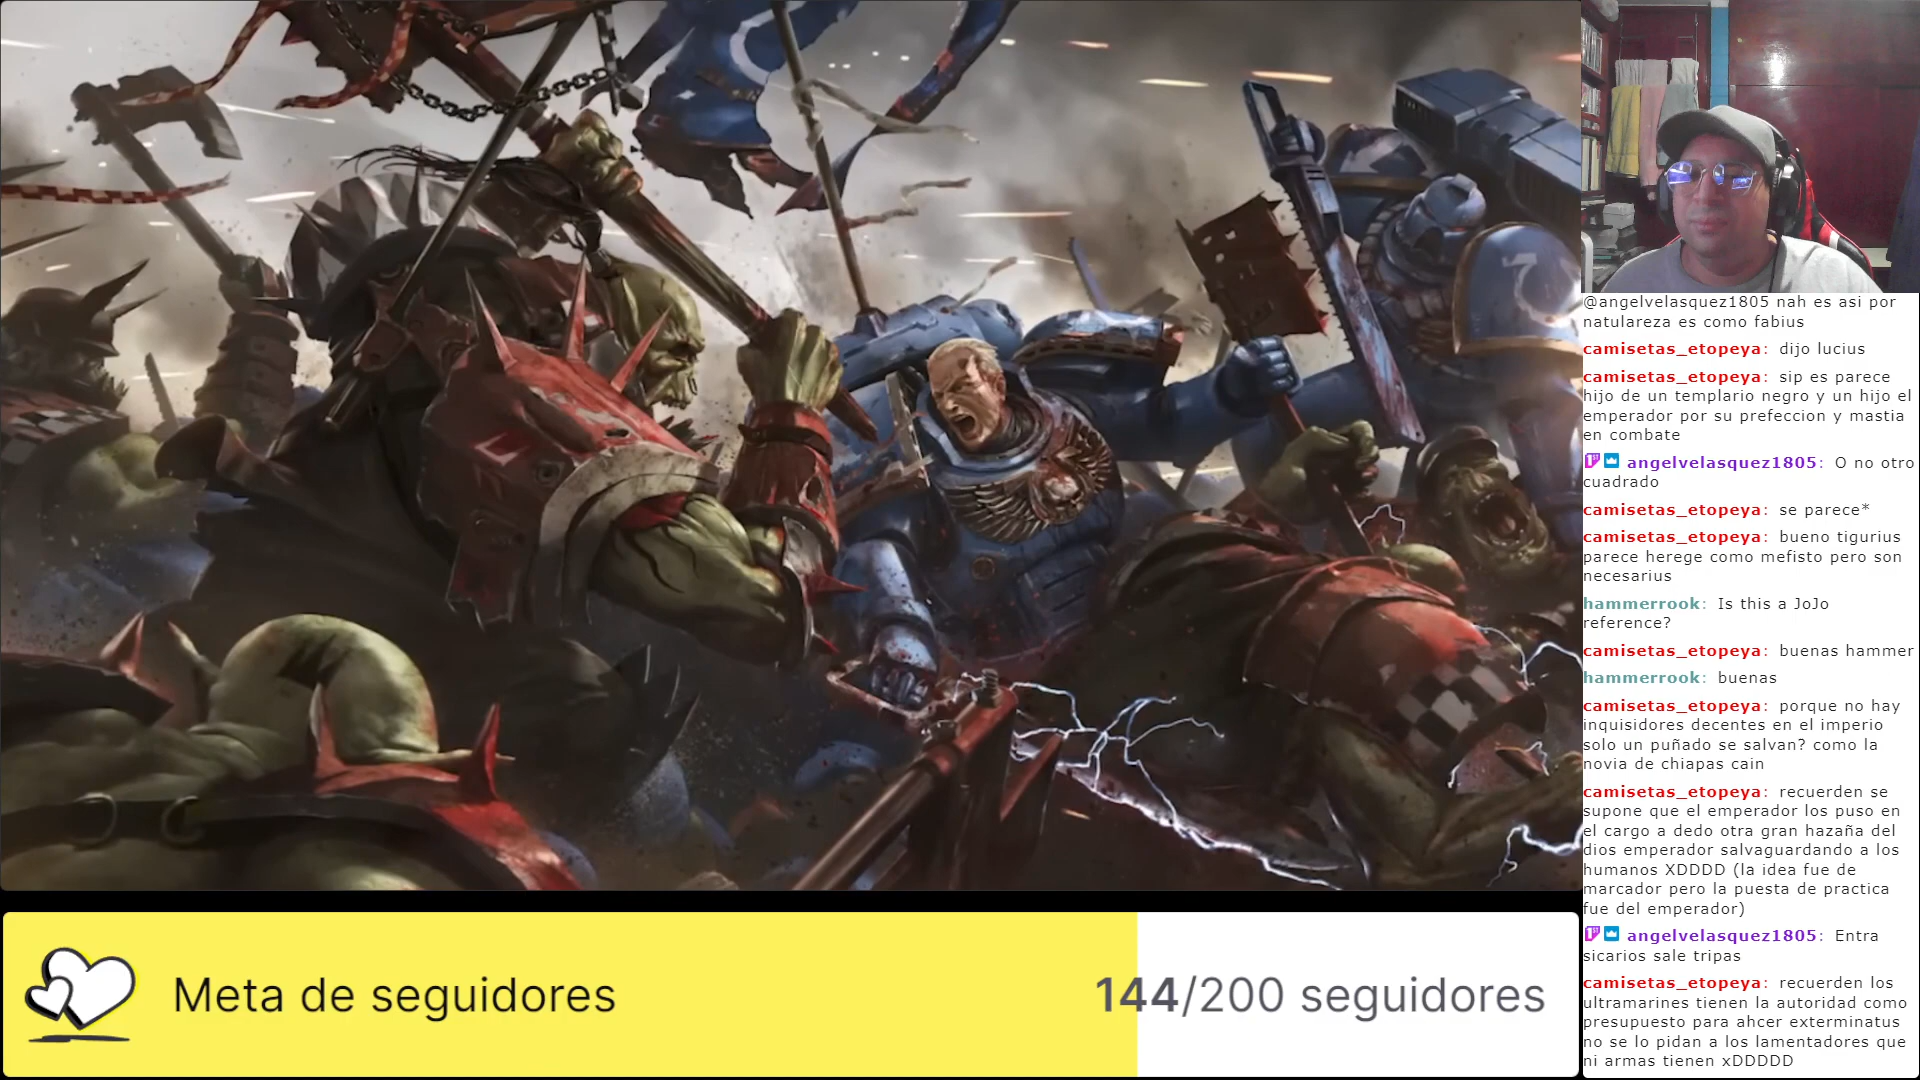 Meta de seguidores
144/200 seguidores
@angelvelasquez1805 nah es asi por
natulareza es como fabius
camisetas_etopeya: dijo lucius
camisetas_etopeya: sip es parece
hijo de un templario negro y un hijo el
emperador por su prefeccion y mastia
en combate
angelvelasquez1805: O no otro
cuadrado
camisetas_etopeya: se parece*
camisetas_etopeya: bueno tigurius
parece herege como mefisto pero son
necesarius
hammerrook: Is this a JoJo
reference?
camisetas_etopeya: buenas hammer
hammerrook: buenas
camisetas_etopeya: porque no hay
inquisidores decentes en el imperio
solo un puñado se salvan? como la
novia de chiapas cain
camisetas_etopeya: recuerden se
supone que el emperador los puso en
el cargo a dedo otra gran hazaña del
dios emperador salvaguardando a los
humanos XDDDD (la idea fue de
marcador pero la puesta de practica
fue del emperador)
angelvelasquez1805: Entra
sicarios sale tripas
camisetas_etopeya: recuerden los
ultramarines tienen la autoridad como
presupuesto para ahcer exterminatus
no se lo pidan a los lamentadores que
ni armas tienen xDDDDD